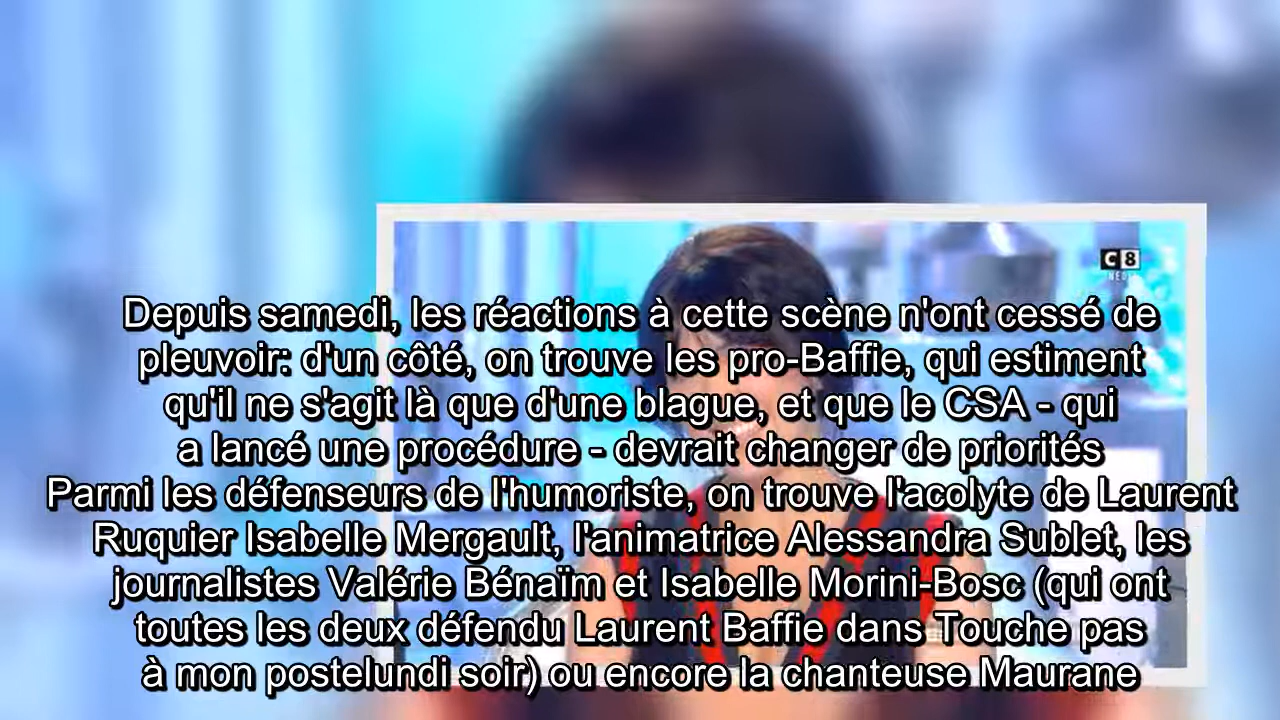 C8
NEO
Depuis samedi, les réactions à cette scène n'ont cessé de
pleuvoir: d'un côté, on trouve les pro-Baffie, qui estiment
qu'il ne s'agit là que d'une blague, et que le CSA - qui
a lancé une procédure - devrait changer de priorités
Parmi les défenseurs de l'humoriste, on trouve l'acolyte de Laurent
Ruquier Isabelle Mergault, l'animatrice Alessandra Sublet, les
journalistes Valérie Bénaïm et Isabelle Morini-Bosc (qui ont
toutes les deux défendu Laurent Baffie dans Touche pas
à mon postelundi soir) ou encore la chanteuse Maurane